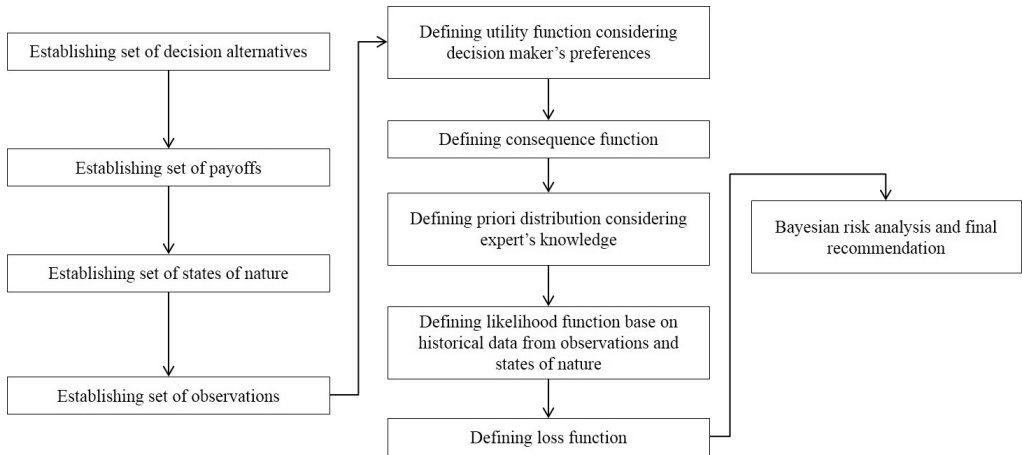 Establishing set of decision alternatives
Establishing set of payoffs
Establishing set of states of nature
Establishing set of observations
Defining utility function considering
decision maker’s preferences
Defining consequence function
Defining priori distribution considering
expert’s knowledge
Defining likelihood function base on
historical data from observations and
states of nature
Defining loss function
Bayesian risk analysis and final
recommendation